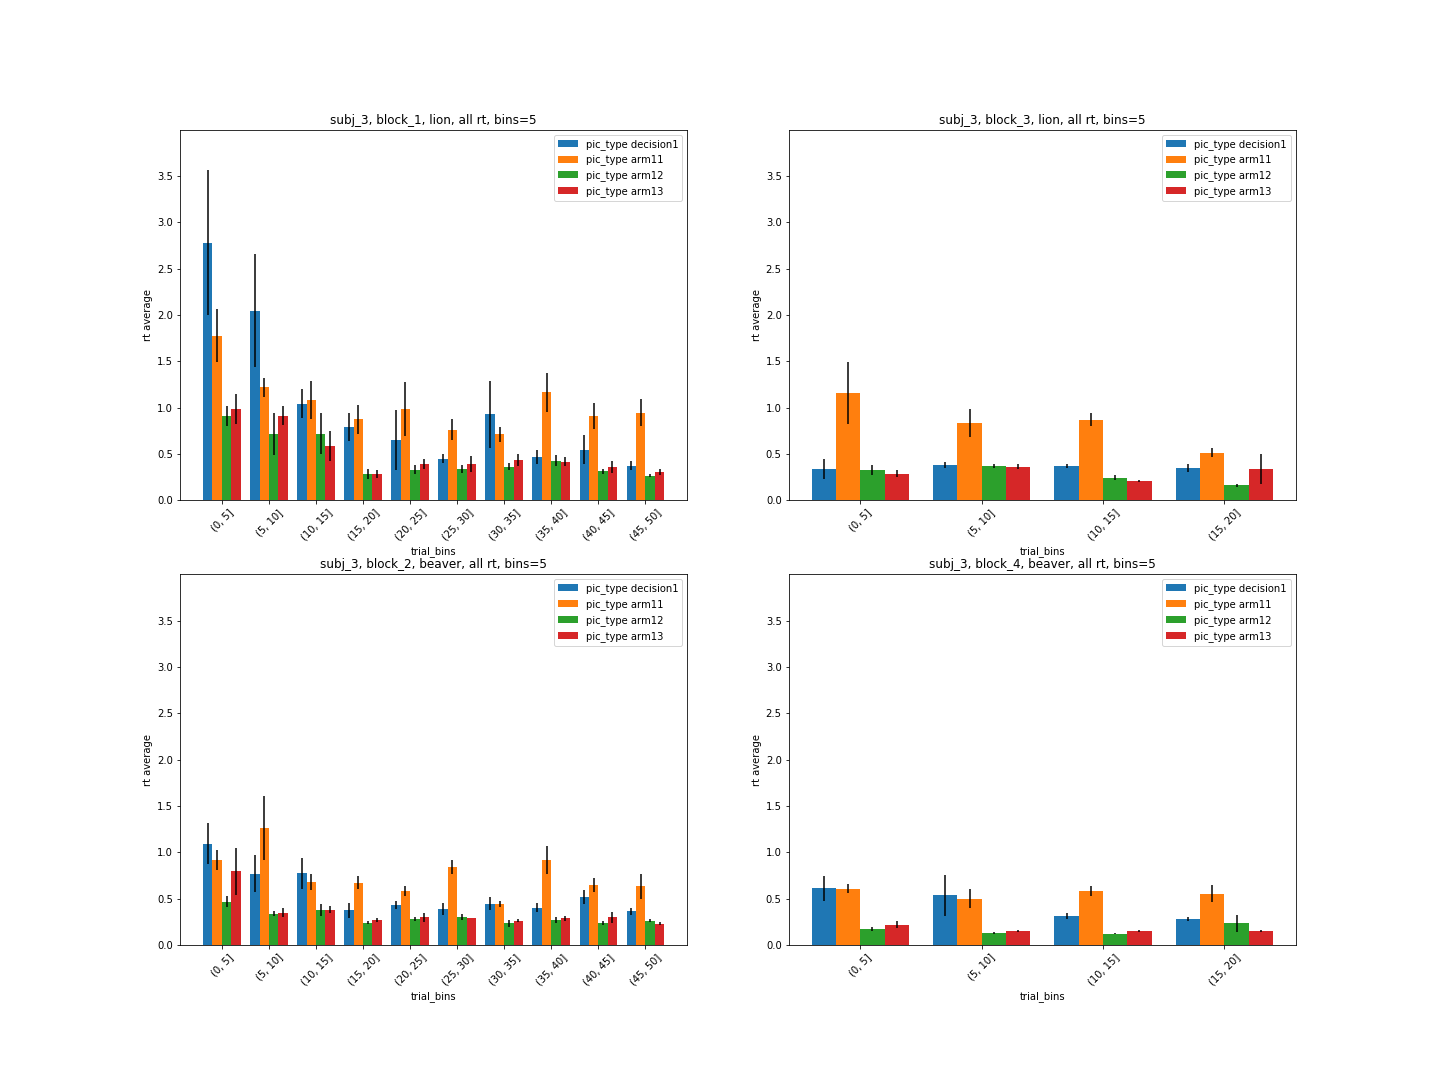 subj_3, block_1, lion, all rt, bins=5
pic_type decision1
pic_type arm11
pic_type arm12
pic_type arm13
rt average
3.5
3.0
2.5
2.0
1.5
1.0
0.5
0.0
(0, 5]
(5, 10]
(10, 15]
(15, 20]
(20, 25]
(25, 30]
(30, 35]
(35, 40]
(40, 45]
(45, 50]
trial_bins
subj_3, block_3, lion, all rt, bins=5
pic_type decision1
pic_type arm11
pic_type arm12
pic_type arm13
rt average
3.5
3.0
2.5
2.0
1.5
1.0
0.5
0.0
(0, 5]
(5, 10]
(10, 15]
(15, 20]
trial_bins
subj_3, block_2, beaver, all rt, bins=5
pic_type decision1
pic_type arm11
pic_type arm12
pic_type arm13
rt average
3.5
3.0
2.5
2.0
1.5
1.0
0.5
0.0
(0, 5]
(5, 10]
(10, 15]
(15, 20]
(20, 25]
(25, 30]
(30, 35]
(35, 40]
(40, 45]
(45, 50]
trial_bins
subj_3, block_4, beaver, all rt, bins=5
pic_type decision1
pic_type arm11
pic_type arm12
pic_type arm13
rt average
3.5
3.0
2.5
2.0
1.5
1.0
0.5
0.0
(0, 5]
(5, 10]
(10, 15]
(15, 20]
trial_bins